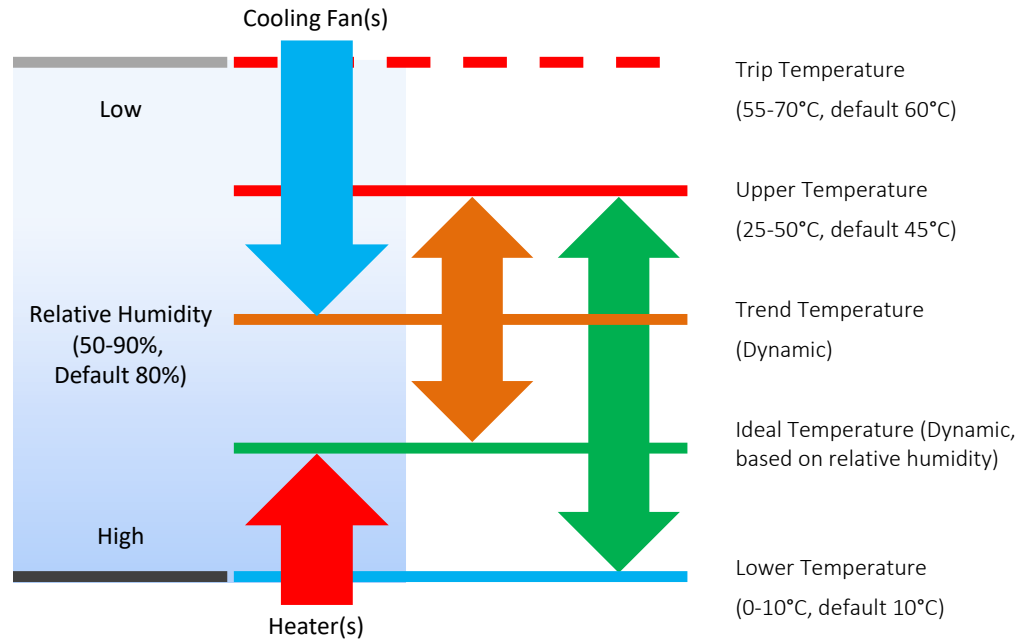 Cooling Fan(s)
Low
Relative Humidity
(50-90%,
Default 80%)
High
Heater(s)
Trip Temperature
(55-70°C, default 60°C)
Upper Temperature
(25-50°C, default 45°C)
Trend Temperature
(Dynamic)
Ideal Temperature (Dynamic,
based on relative humidity)
Lower Temperature
(0-10°C, default 10°C)